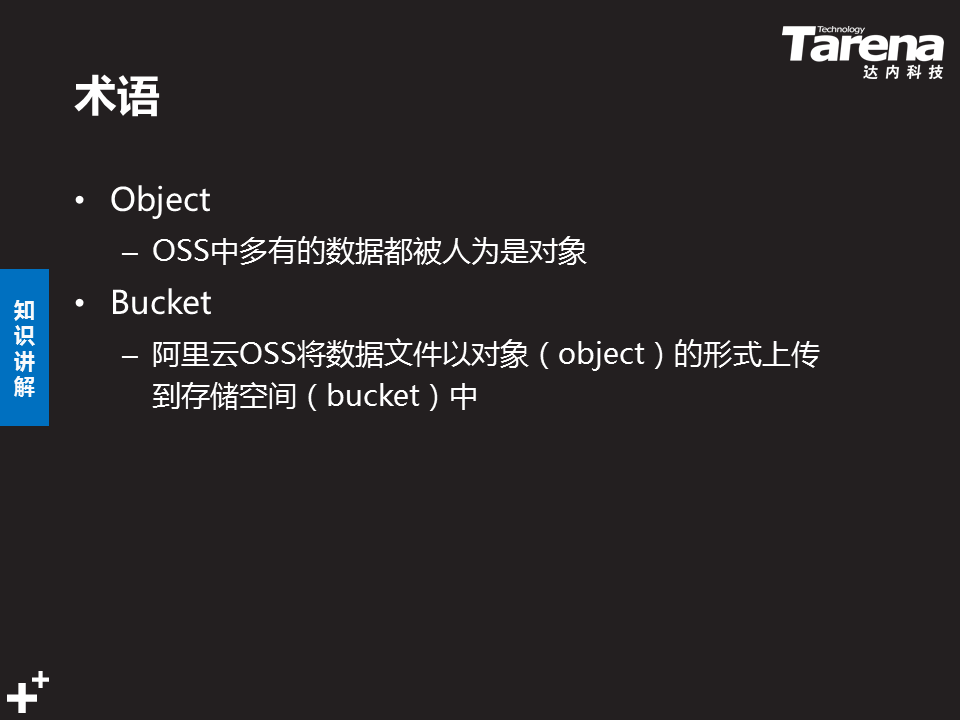 Technology
Tarena
达内科技
术语
• Object
– OSS中多有的数据都被人为是对象
• Bucket
– 阿里云OSS将数据文件以对象（object）的形式上传
到存储空间（bucket）中
知
识
讲
解